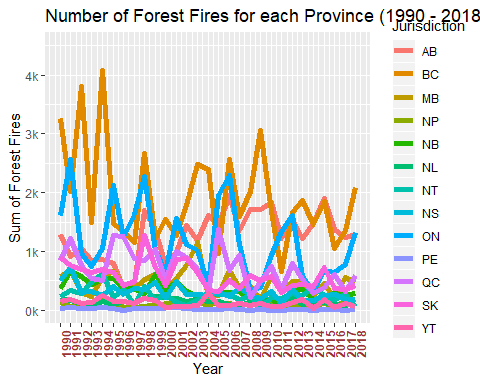 Number of Forest Fires for each Province (1990 - 2018
Jurisdiction
AB
BC
MB
NP
NB
NL
NT
NS
ON
PE
QC
SK
YT
Sum of Forest Fires
4k
3k
2k
1k
0k
1990
1991
1992
1993
1994
1995
1996
1997
1998
1999
2000
2001
2002
2003
2004
2005
2006
2007
2008
2009
2010
2011
2012
2013
2014
2015
2016
2017
2018
Year